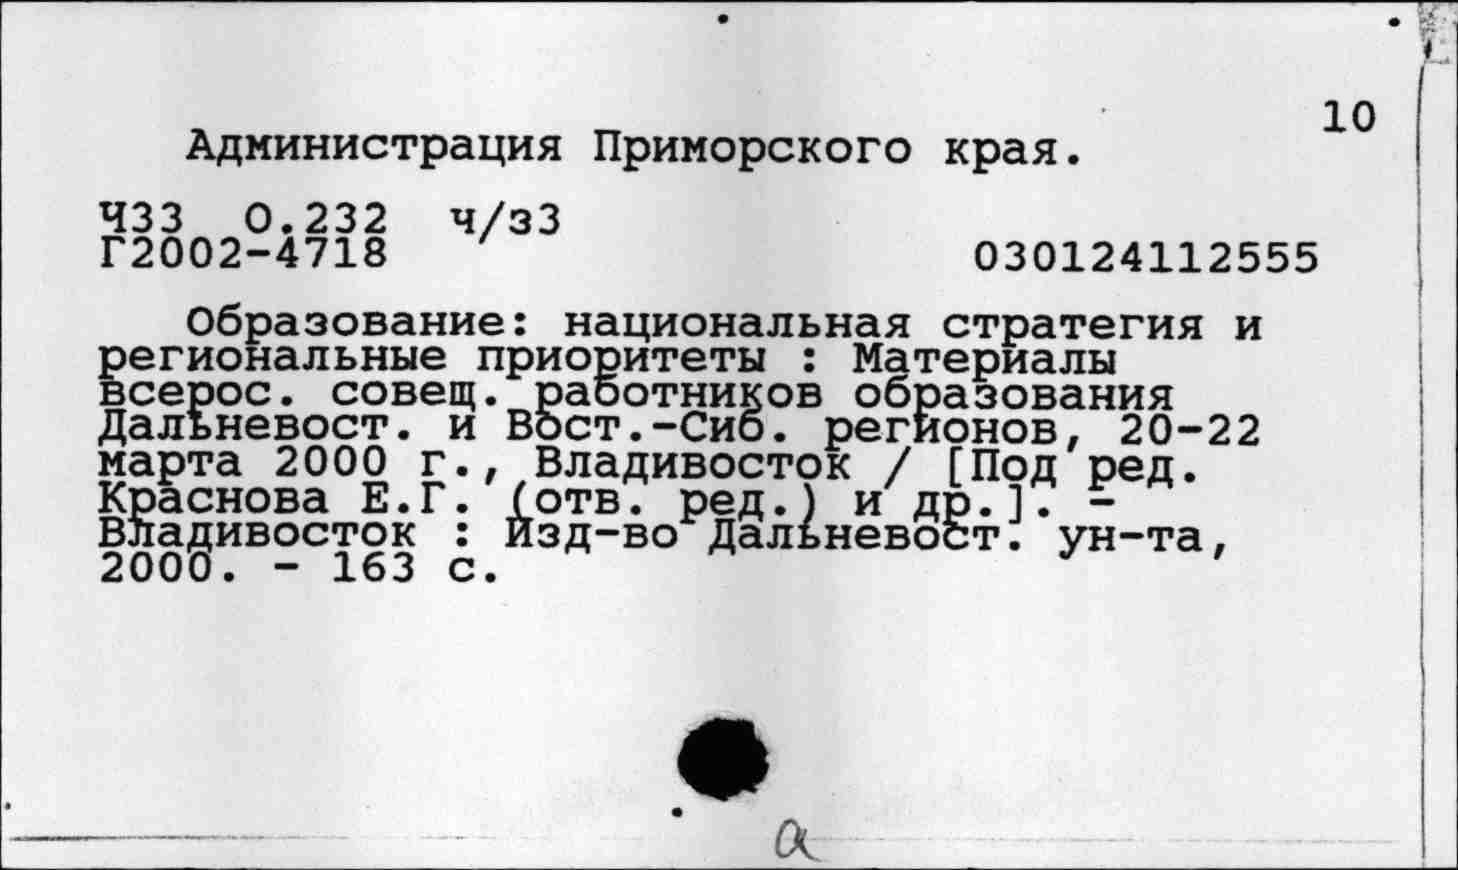 10
Администрация Приморского края.
Ч33 0.232 ч/з3
Г2002-4718
030124112555
Образование: национальная стратегия и
региональные приоритеты : Материалы
всерос. совещ. работников образования
Дальневост. и Вост.-Сиб. регионов, 20-22
марта 2000 г., Владивосток / [Под ред.
Краснова Е.Г. (отв. ред.) и др.]. -
Владивосток : Изд-во Дальневост. ун-та,
2000. - 163 с.
а